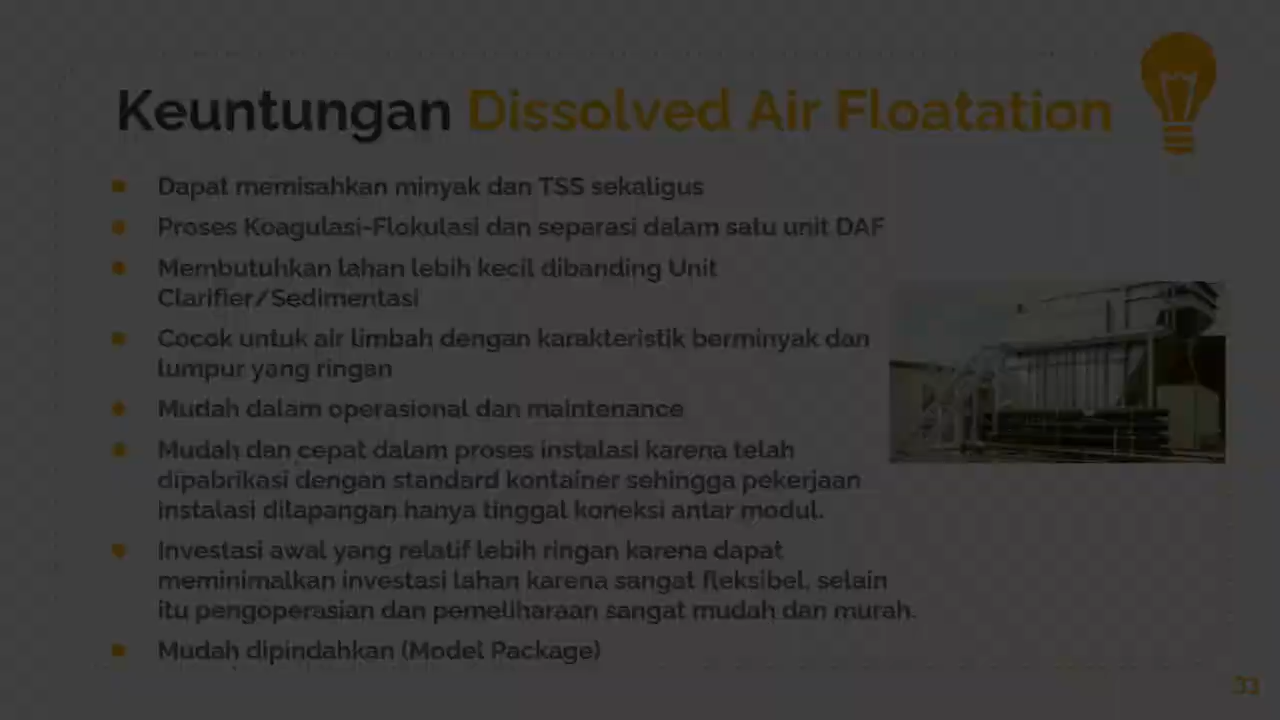 Keuntungan Dissolved Air Floatation
Dapat memisahkan minyak dan TSS sekaligus
Proses Koagulasi-Flokulasi dan separasi dalam satu unit DAF
Membutuhkan lahan lebih kecil dibanding Unit
Clarifier/Sedimentasi
Cocok untuk air limbah dengan karakteristik berminyak dan
lumpur yang ringan
Mudah dalam operasional dan maintenance
Mudah dan cepat dalam proses instalasi karena telah
dipabrikasi dengan standard kontainer sehingga pekerjaan
instalasi dilapangan hanya tinggal koneksi antar modul.
Investasi awal yang relatif lebih ringan karena dapat
meminimalkan investasi lahan karena sangat fleksibel, selain
itu pengoperasian dan pemeliharaan sangat mudah dan murah.
Mudah dipindahkan (Model Package)
33